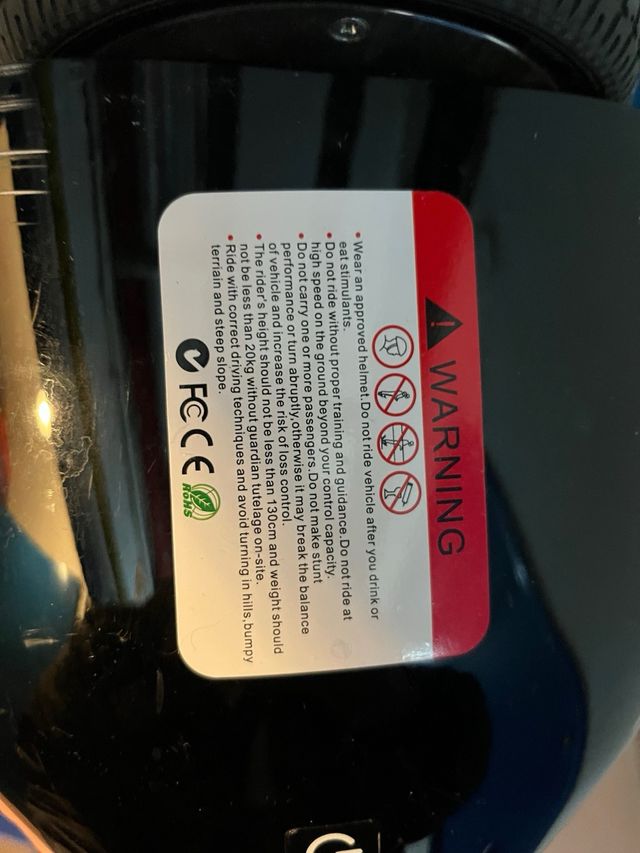 WARNING
• Wear an approved helmet.Do not ride vehicle after you drink or
eat stimulants.
• Do not ride without proper training and guidance.Do not ride at
high speed on the ground beyond your control capacity.
• Do not carry one or more passengers.Do not make stunt
performance or turn abruptly,otherwise it may break the balance
of vehicle and increase the risk of loss control.
• The rider's height should not be less than 130cm and weight should
not be less than 20kg without guardian tutelage on-site.
• Ride with correct driving techniques and avoid turning in hills,bumpy
terriain and steep slope.
FC CE RoHS